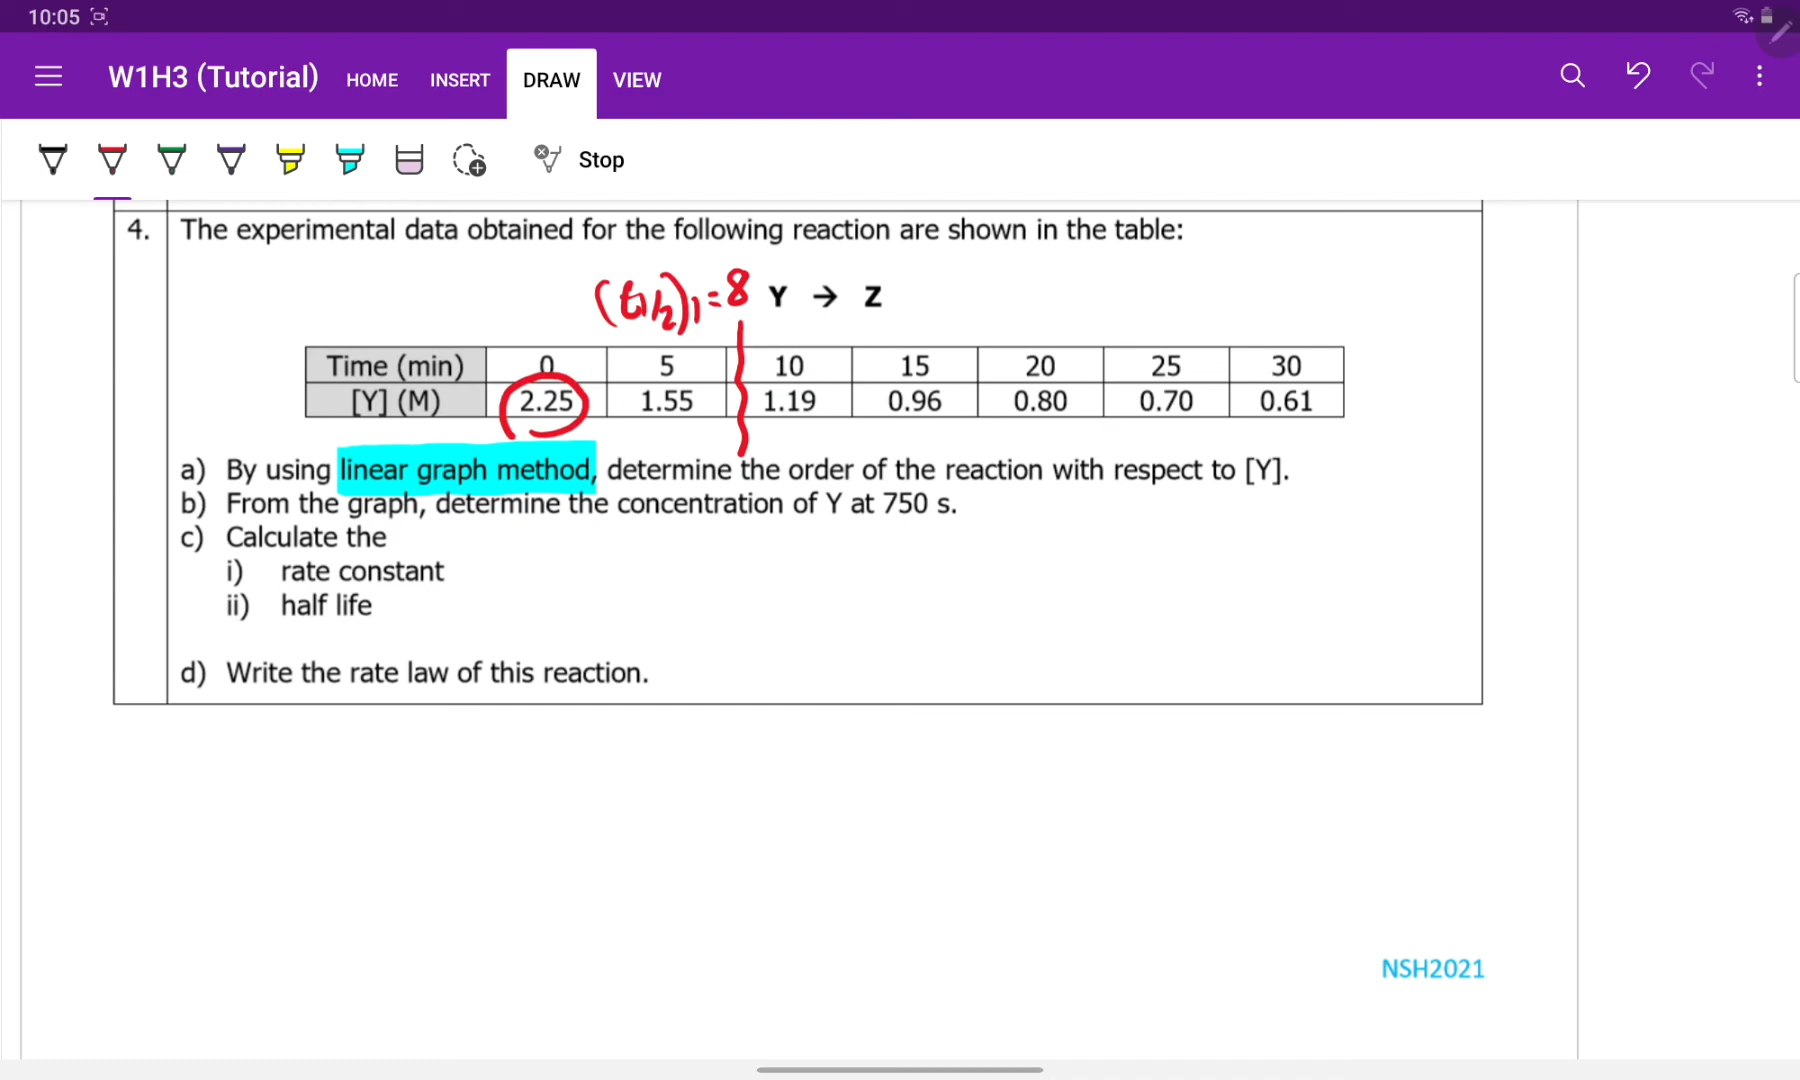 10:05
W1H3 (Tutorial) HOME INSERT DRAW VIEW
Stop
4. The experimental data obtained for the following reaction are shown in the table:
(t1/2)1 = 8 Y → Z
Time (min) 0 5 10 15 20 25 30
[Y] (M) 2.25 1.55 1.19 0.96 0.80 0.70 0.61
a) By using linear graph method, determine the order of the reaction with respect to [Y].
b) From the graph, determine the concentration of Y at 750 s.
c) Calculate the
i) rate constant
ii) half life
d) Write the rate law of this reaction.
NSH2021